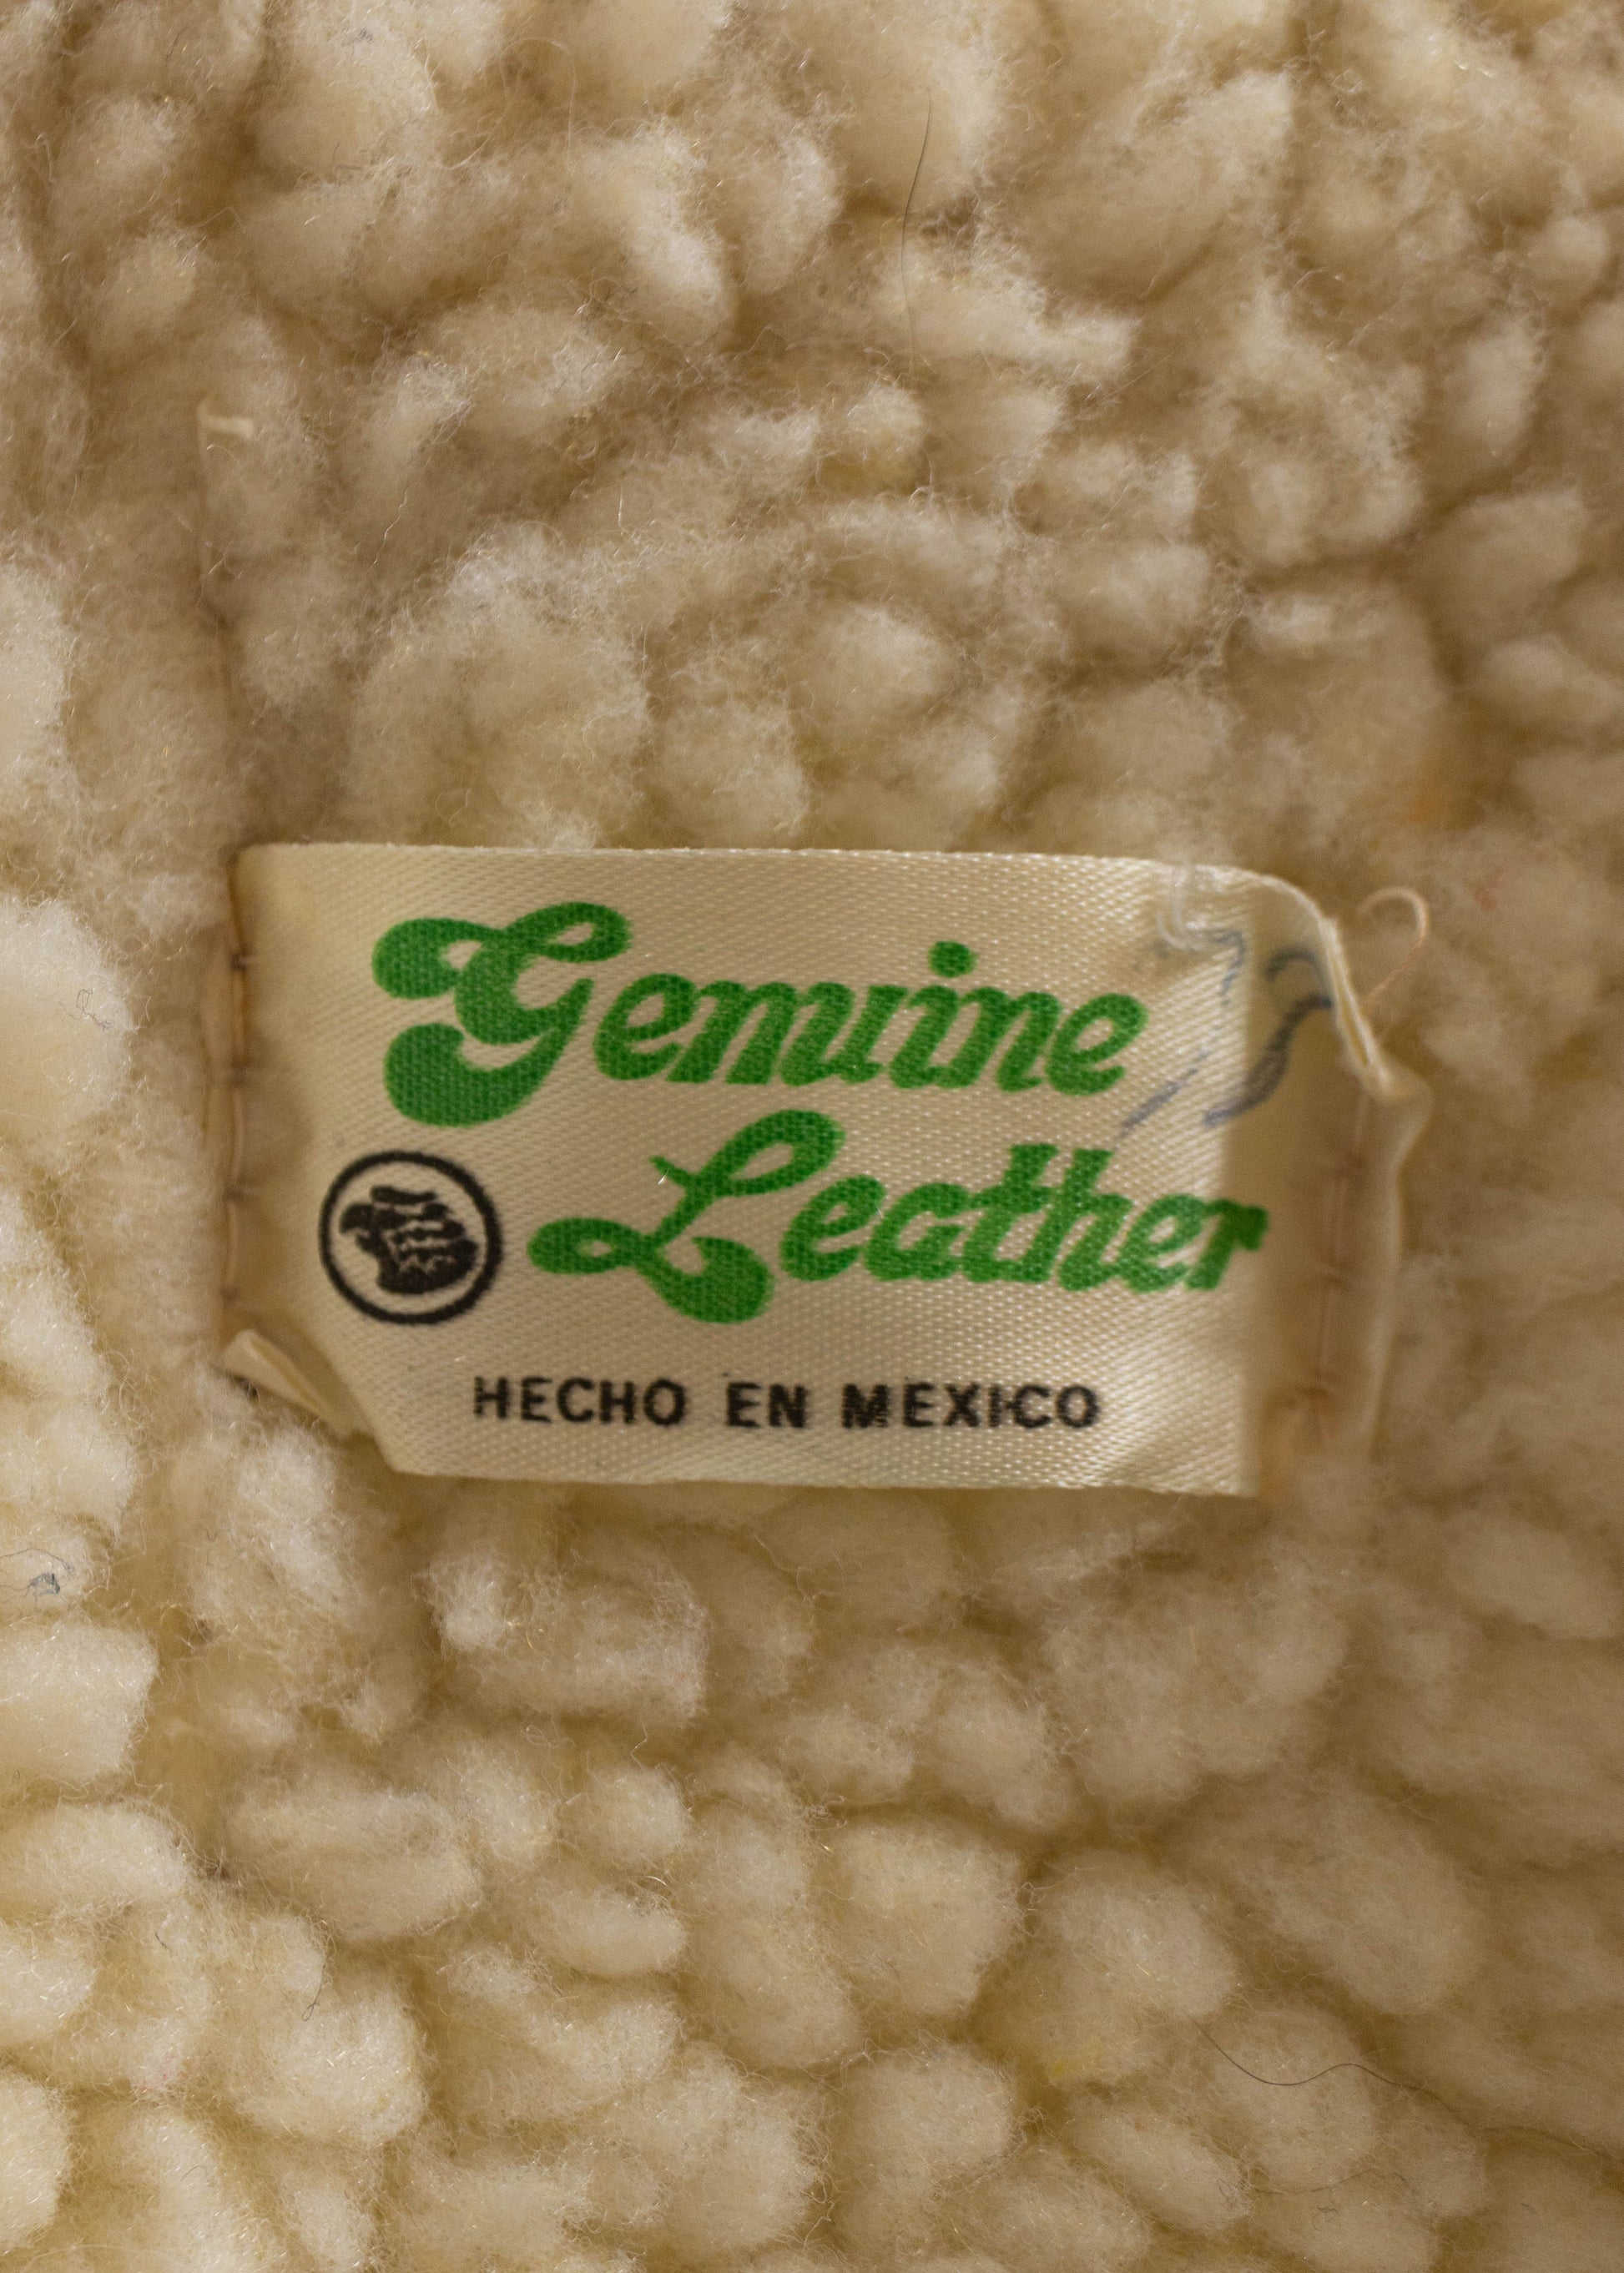 Genuine
Leather
HECHO EN MEXICO